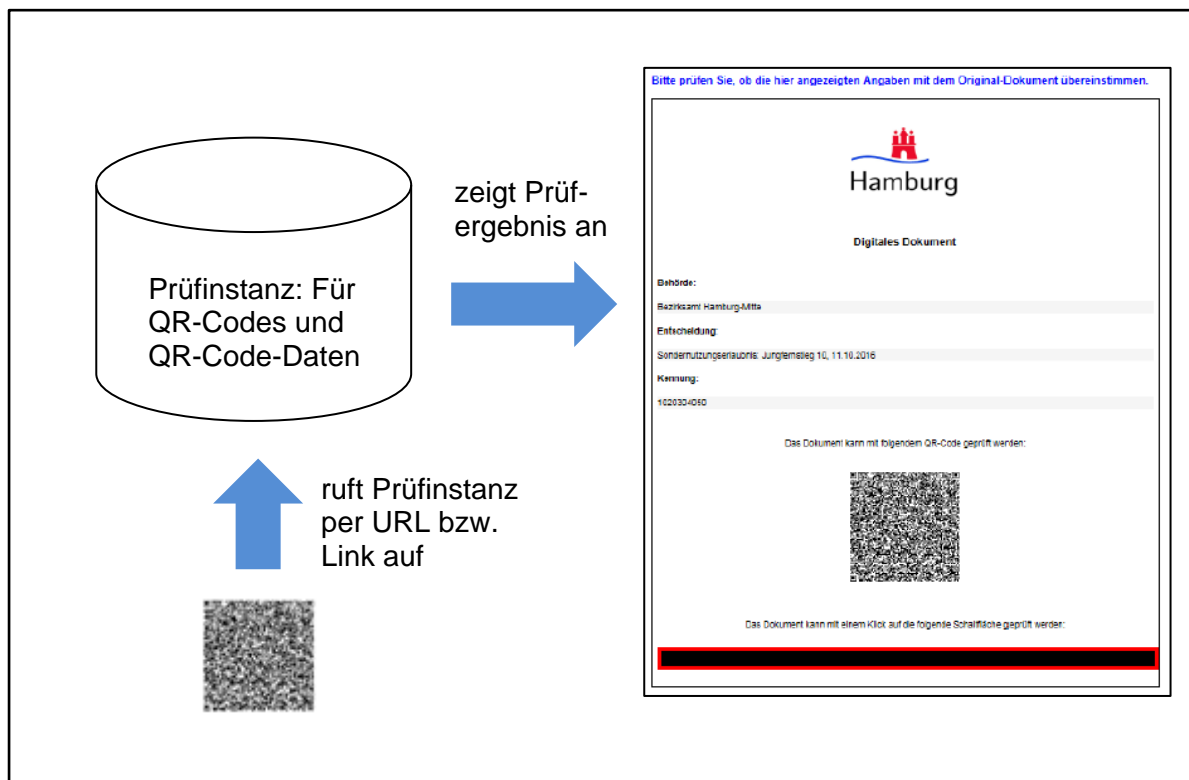 Bitte prüfen Sie, ob die hier angezeigten Angaben mit dem Original-Dokument übereinstimmen.
Hamburg
Digitales Dokument
Behörde:
Bezirksamt Hamburg-Mitte
Entscheidung:
Sondernutzungserlaubnis: Jungfernstieg 10, 11.10.2016
Kennung:
1020304050
Das Dokument kann mit folgendem QR-Code geprüft werden:
Das Dokument kann mit einem Klick auf die folgende Schaltfläche geprüft werden:
zeigt Prüf-
ergebnis an
Prüfinstanz: Für
QR-Codes und
QR-Code-Daten
ruft Prüfinstanz
per URL bzw.
Link auf